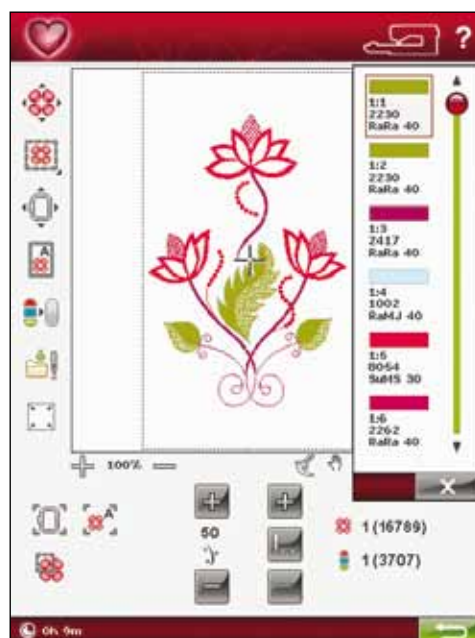 ?
1:1
2230
RaRa 40
1:2
2230
RaRa 40
1:3
2417
RaRa 40
1:4
1002
RaMJ 40
1:5
8054
SuMS 30
1:6
2262
RaRa 40
A
100%
A
50
1 (16789)
1 (3707)
0h 9m